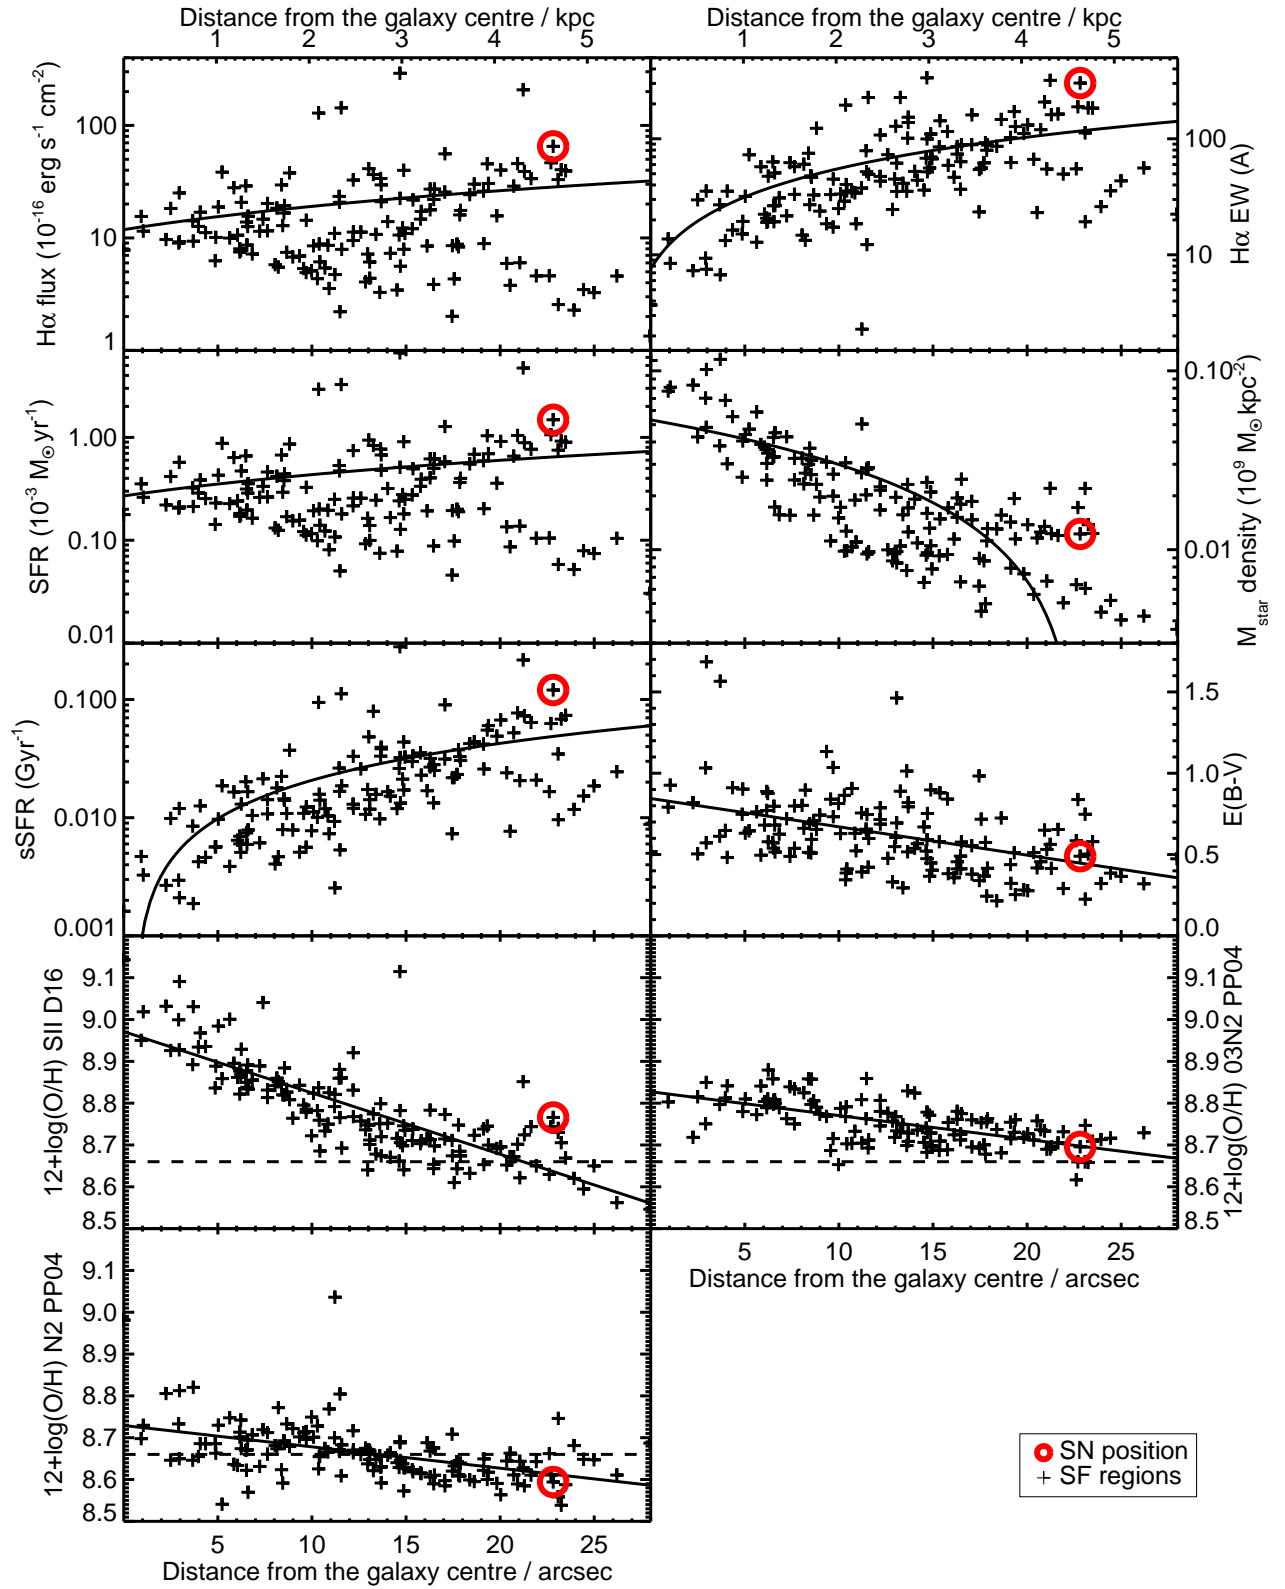 Distance from the galaxy centre / kpc
Distance from the galaxy centre / kpc
1 2 3 4 5
1 2 3 4 5
100
10
1
Hα flux (10⁻¹⁶ erg s⁻¹ cm⁻²)
100
10
Hα EW (A)
1.00
0.10
0.01
SFR (10⁻³ M☉yr⁻¹)
0.10
0.01
M_star density (10⁹ M☉ kpc⁻²)
0.100
0.010
0.001
sSFR (Gyr⁻¹)
1.5
1.0
0.5
0.0
E(B-V)
9.1
9.0
8.9
8.8
8.7
8.6
8.5
12+log(O/H) SII D16
9.1
9.0
8.9
8.8
8.7
8.6
8.5
12+log(O/H) 03N2 PP04
5 10 15 20 25
Distance from the galaxy centre / arcsec
9.1
9.0
8.9
8.8
8.7
8.6
8.5
12+log(O/H) N2 PP04
5 10 15 20 25
Distance from the galaxy centre / arcsec
SN position
SF regions